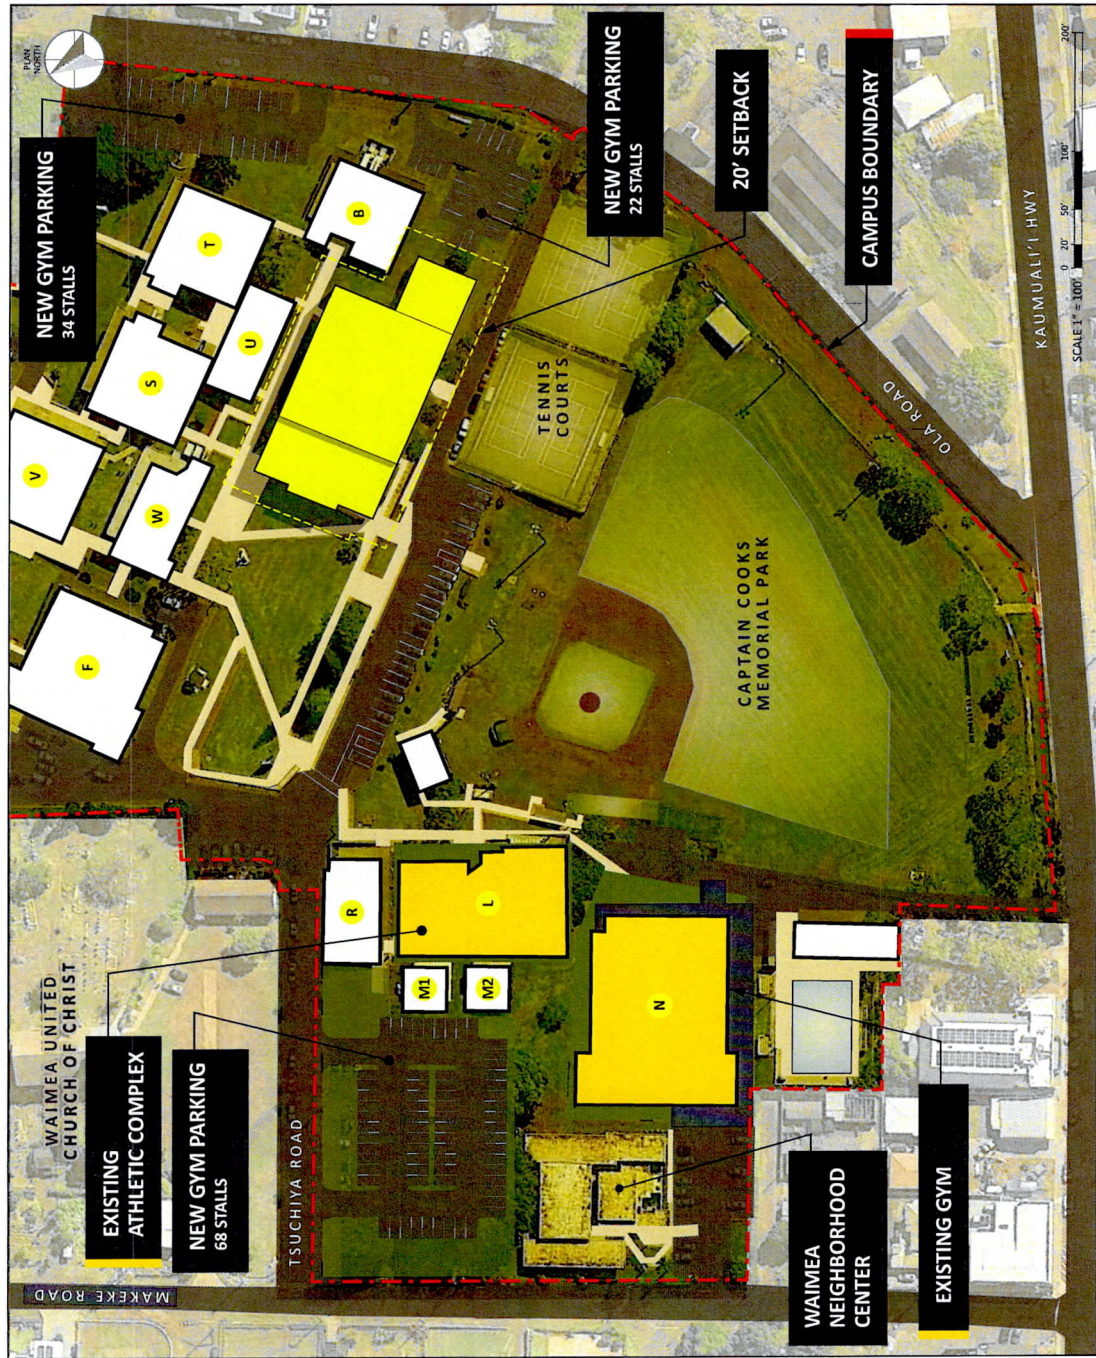 PLAN
NORTH
NEW GYM PARKING
34 STALLS
NEW GYM PARKING
22 STALLS
20' SETBACK
CAMPUS BOUNDARY
KAUMUALI'I HWY
0 20' 50' 100' 200'
SCALE 1" = 100'
OLA ROAD
T
B
S
U
V
W
F
TENNIS
COURTS
CAPTAIN COOKS
MEMORIAL PARK
WAIMEA UNITED
CHURCH OF CHRIST
EXISTING
ATHLETIC COMPLEX
NEW GYM PARKING
68 STALLS
TSUCHIYA ROAD
MAKEKE ROAD
R
L
M1
M2
N
WAIMEA
NEIGHBORHOOD
CENTER
EXISTING GYM